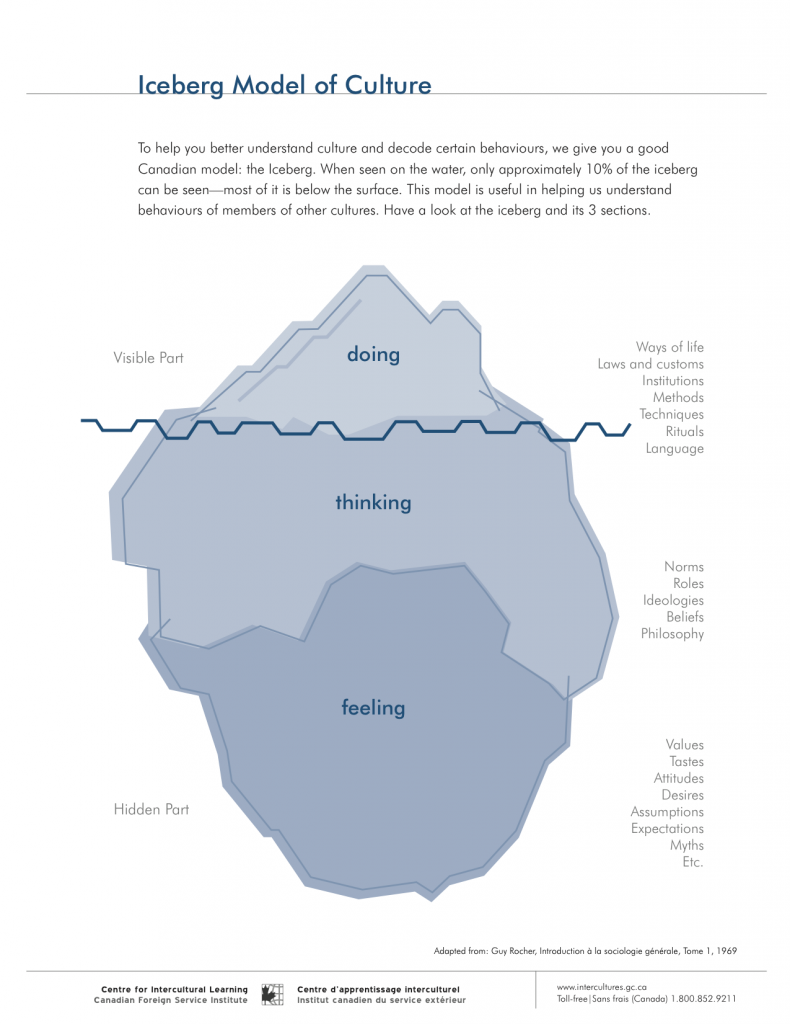 Iceberg Model of Culture
To help you better understand culture and decode certain behaviours, we give you a good
Canadian model: the Iceberg. When seen on the water, only approximately 10% of the iceberg
can be seen—most of it is below the surface. This model is useful in helping us understand
behaviours of members of other cultures. Have a look at the iceberg and its 3 sections.
Visible Part
doing
Ways of life
Laws and customs
Institutions
Methods
Techniques
Rituals
Language
thinking
Norms
Roles
Ideologies
Beliefs
Philosophy
feeling
Hidden Part
Values
Tastes
Attitudes
Desires
Assumptions
Expectations
Myths
Etc.
Adapted from: Guy Rocher, Introduction à la sociologie générale, Tome 1, 1969
Centre for Intercultural Learning
Canadian Foreign Service Institute
Centre d'apprentissage interculturel
Institut canadien du service extérieur
www.intercultures.gc.ca
Toll-free|Sans frais (Canada) 1.800.852.9211